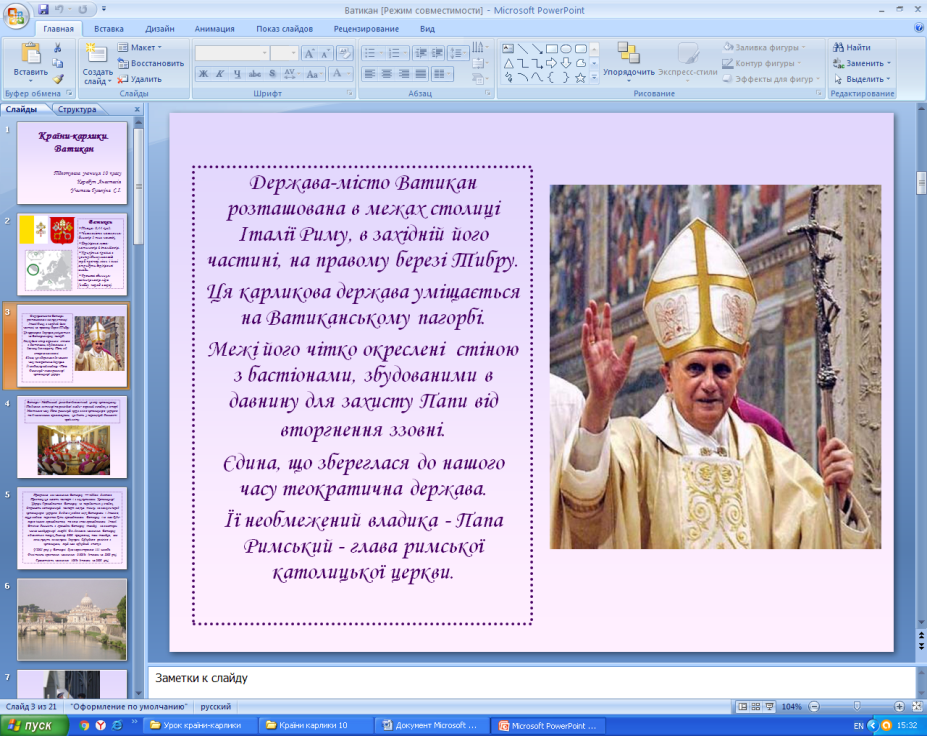 Ватикан [Режим совместимости] - Microsoft PowerPoint
Главная Вставка Дизайн Анимация Показ слайдов Рецензирование Вид
Вставить
Буфер обмена
Создать слайд
Макет
Восстановить
Удалить
Слайды
Шрифт
Абзац
Упорядочить
Экспресс-стили
Заливка фигуры
Контур фигуры
Эффекты для фигур
Рисование
Найти
Заменить
Выделить
Редактирование
Слайды Структура
1
Країни-карлики.
Ватикан
2
Ватикан
3
4
5
6
7
Держава-місто Ватикан
розташована в межах столиці
Італії Риму, в західній його
частині, на правому березі Тибру.
Ця карликова держава уміщається
на Ватиканському пагорбі.
Межі його чітко окреслені стіною
з бастіонами, збудованими в
давнину для захисту Папи від
вторгнення ззовні.
Єдина, що збереглася до нашого
часу теократична держава.
Її необмежений владика - Папа
Римський - глава римської
католицької церкви.
Заметки к слайду
Слайд 3 из 21 "Оформление по умолчанию" русский 104%
пуск Урок країни-карлики Країни карлики 10 Документ Microsoft ... Microsoft PowerPoint ... EN 15:32